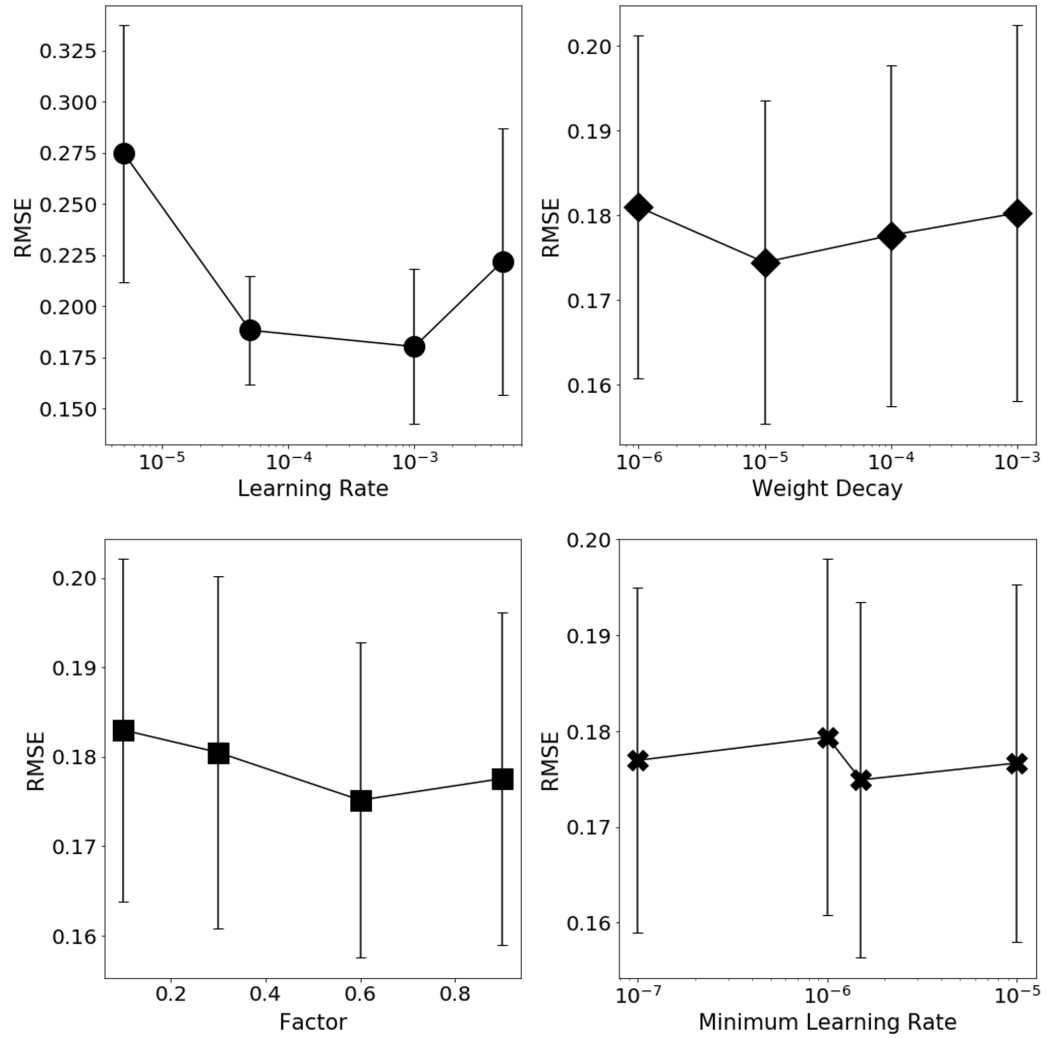 RMSE
0.325
0.300
0.275
0.250
0.225
0.200
0.175
0.150
10⁻⁵ 10⁻⁴ 10⁻³
Learning Rate
RMSE
0.20
0.19
0.18
0.17
0.16
10⁻⁶ 10⁻⁵ 10⁻⁴ 10⁻³
Weight Decay
RMSE
0.20
0.19
0.18
0.17
0.16
0.2 0.4 0.6 0.8
Factor
RMSE
0.20
0.19
0.18
0.17
0.16
10⁻⁷ 10⁻⁶ 10⁻⁵
Minimum Learning Rate